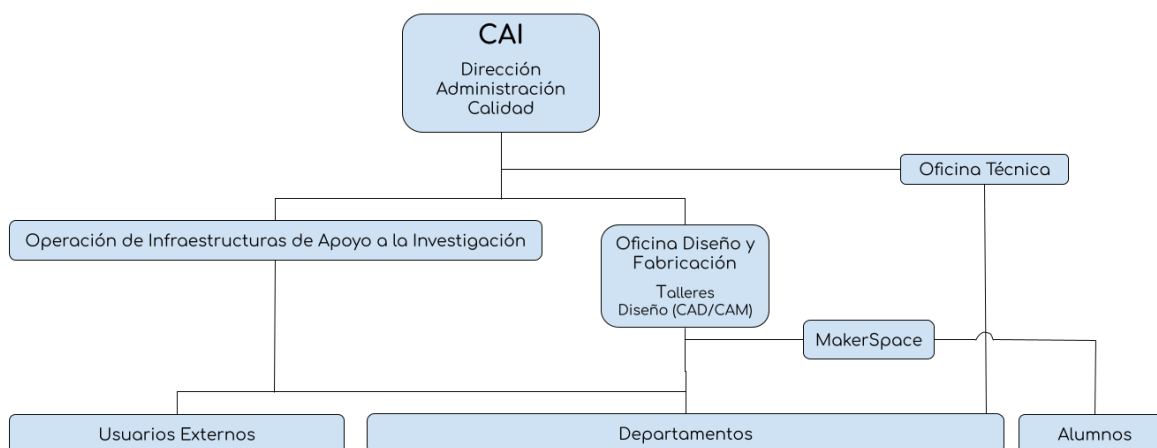 CAI
Dirección
Administración
Calidad
Oficina Técnica
Operación de Infraestructuras de Apoyo a la Investigación
Oficina Diseño y
Fabricación
Talleres
Diseño (CAD/CAM)
MakerSpace
Usuarios Externos
Departamentos
Alumnos